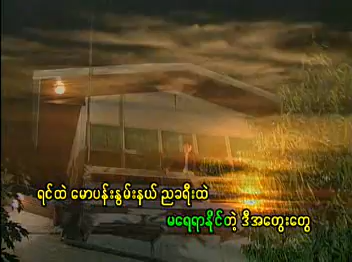 ရင်ထဲ မောပန်းနွမ်းနယ် ညခရီးထဲ
မရေရာနိုင်တဲ့ ဒီအတွေးတွေ